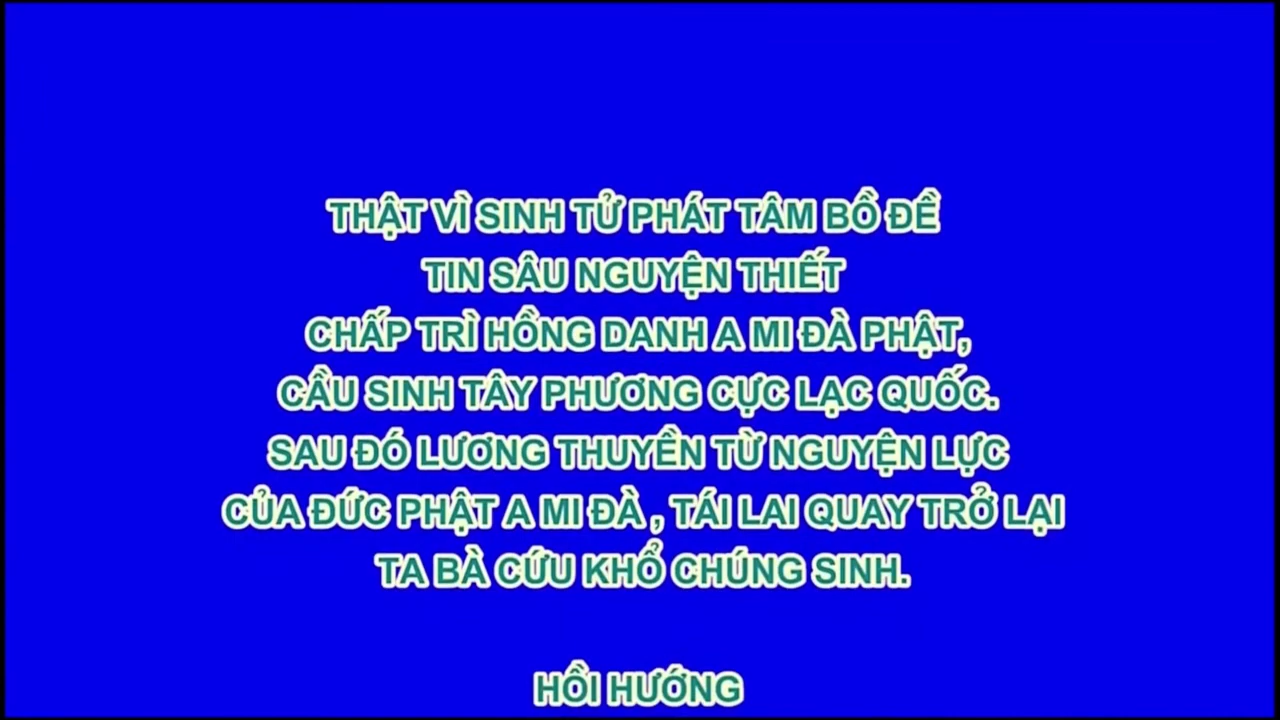 THẬT VÌ SINH TỬ PHÁT TÂM BỒ ĐỀ
TIN SÂU NGUYỆN THIẾT
CHẤP TRÌ HỒNG DANH A MI ĐÀ PHẬT,
CẦU SINH TÂY PHƯƠNG CỰC LẠC QUỐC.
SAU ĐÓ LƯƠNG THUYỀN TỪ NGUYỆN LỰC
CỦA ĐỨC PHẬT A MI ĐÀ , TÁI LAI QUAY TRỞ LẠI
TA BÀ CỨU KHỔ CHÚNG SINH.
HỒI HƯỚNG